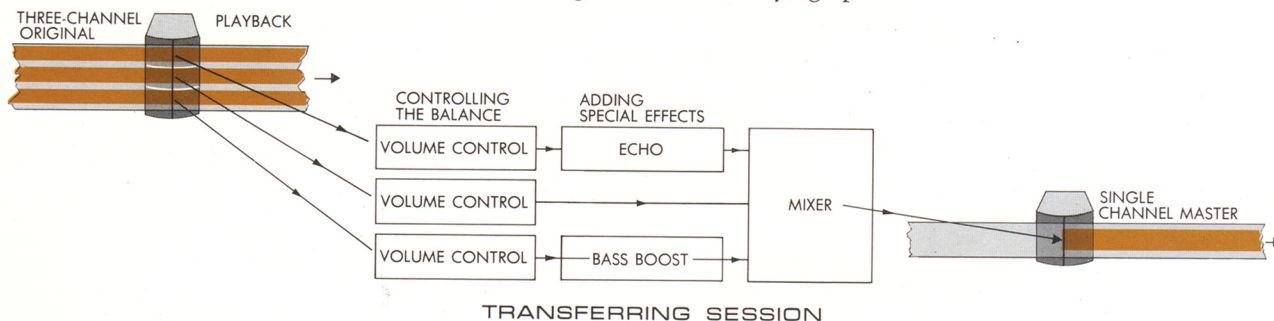 THREE-CHANNEL
ORIGINAL
PLAYBACK
CONTROLLING
THE BALANCE
ADDING
SPECIAL EFFECTS
VOLUME CONTROL
ECHO
VOLUME CONTROL
MIXER
SINGLE
CHANNEL MASTER
VOLUME CONTROL
BASS BOOST
TRANSFERRING SESSION